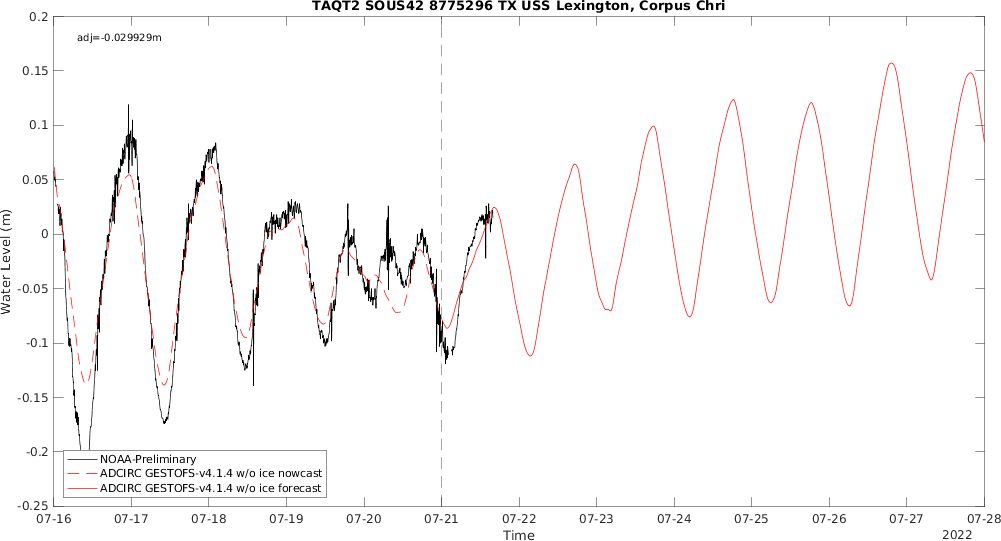 TAQT2 SOUS42 8775296 TX USS Lexington, Corpus Chri
adj=-0.029929m
0.2
0.15
0.1
0.05
0
-0.05
-0.1
-0.15
-0.2
-0.25
Water Level (m)
NOAA-Preliminary
ADCIRC GESTOFS-v4.1.4 w/o ice nowcast
ADCIRC GESTOFS-v4.1.4 w/o ice forecast
07-16 07-17 07-18 07-19 07-20 07-21 07-22 07-23 07-24 07-25 07-26 07-27 07-28
Time
2022